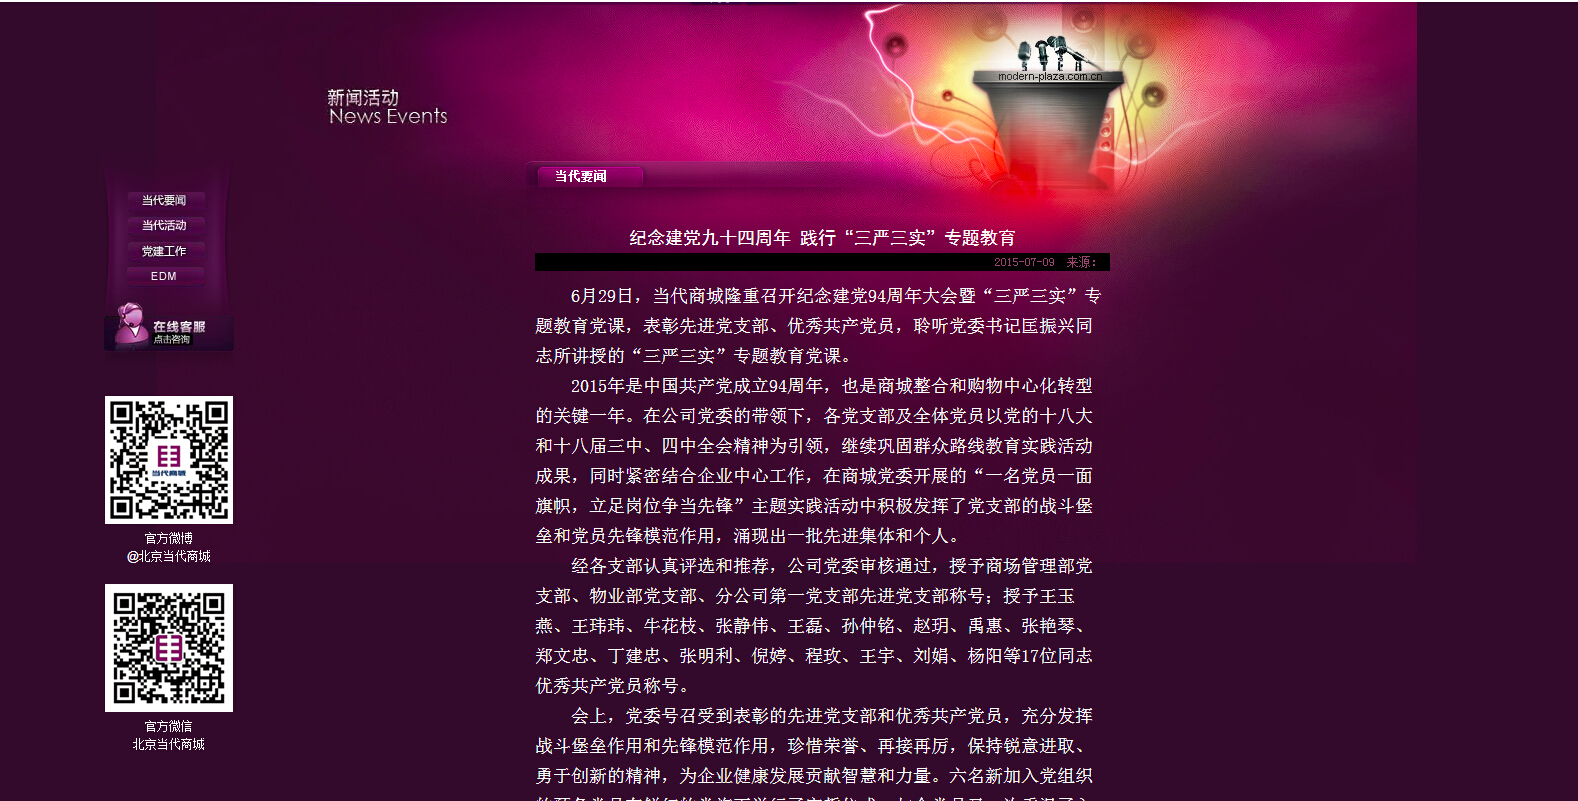 新闻活动
News Events
modern-plaza.com.cn
当代要闻
当代要闻
当代活动
党建工作
EDM
在线客服
点击咨询
当代商城
官方微博
@北京当代商城
官方微信
北京当代商城
纪念建党九十四周年 践行“三严三实”专题教育
2015-07-09 来源：
6月29日，当代商城隆重召开纪念建党94周年大会暨“三严三实”专
题教育党课，表彰先进党支部、优秀共产党员，聆听党委书记匡振兴同
志所讲授的“三严三实”专题教育党课。
2015年是中国共产党成立94周年，也是商城整合和购物中心化转型
的关键一年。在公司党委的带领下，各党支部及全体党员以党的十八大
和十八届三中、四中全会精神为引领，继续巩固群众路线教育实践活动
成果，同时紧密结合企业中心工作，在商城党委开展的“一名党员一面
旗帜，立足岗位争当先锋”主题实践活动中积极发挥了党支部的战斗堡
垒和党员先锋模范作用，涌现出一批先进集体和个人。
经各支部认真评选和推荐，公司党委审核通过，授予商场管理部党
支部、物业部党支部、分公司第一党支部先进党支部称号；授予王玉
燕、王玮玮、牛花枝、张静伟、王磊、孙仲铭、赵玥、禹惠、张艳琴、
郑文忠、丁建忠、张明利、倪婷、程玫、王宇、刘娟、杨阳等17位同志
优秀共产党员称号。
会上，党委号召受到表彰的先进党支部和优秀共产党员，充分发挥
战斗堡垒作用和先锋模范作用，珍惜荣誉、再接再厉，保持锐意进取、
勇于创新的精神，为企业健康发展贡献智慧和力量。六名新加入党组织